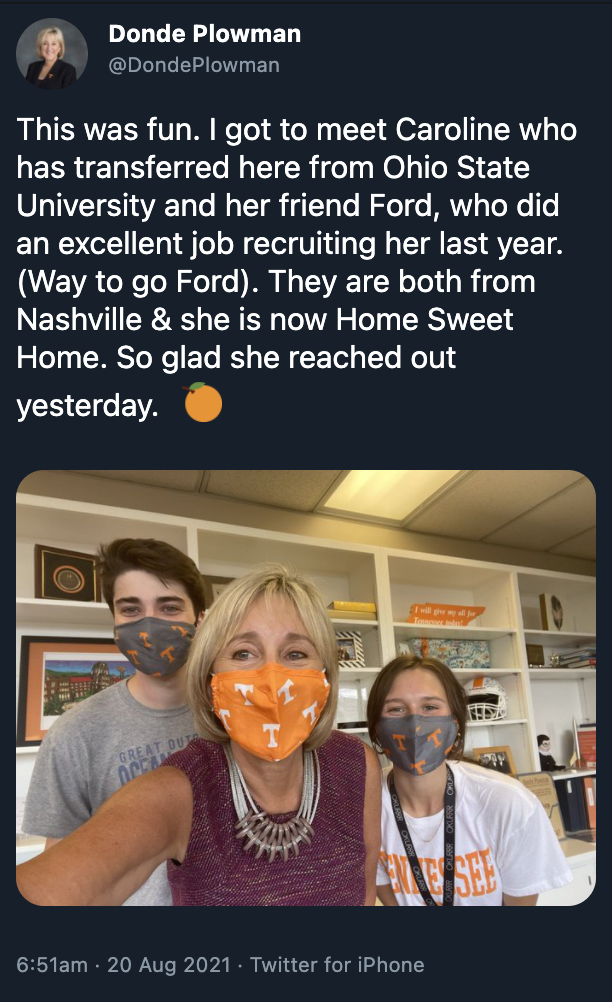 Donde Plowman
@DondePlowman
This was fun. I got to meet Caroline who
has transferred here from Ohio State
University and her friend Ford, who did
an excellent job recruiting her last year.
(Way to go Ford). They are both from
Nashville & she is now Home Sweet
Home. So glad she reached out
yesterday.
I will give my all for
Tennessee today!
T T T T
GREAT OUT
OCEAN
ENNESSEE
6:51am · 20 Aug 2021 · Twitter for iPhone